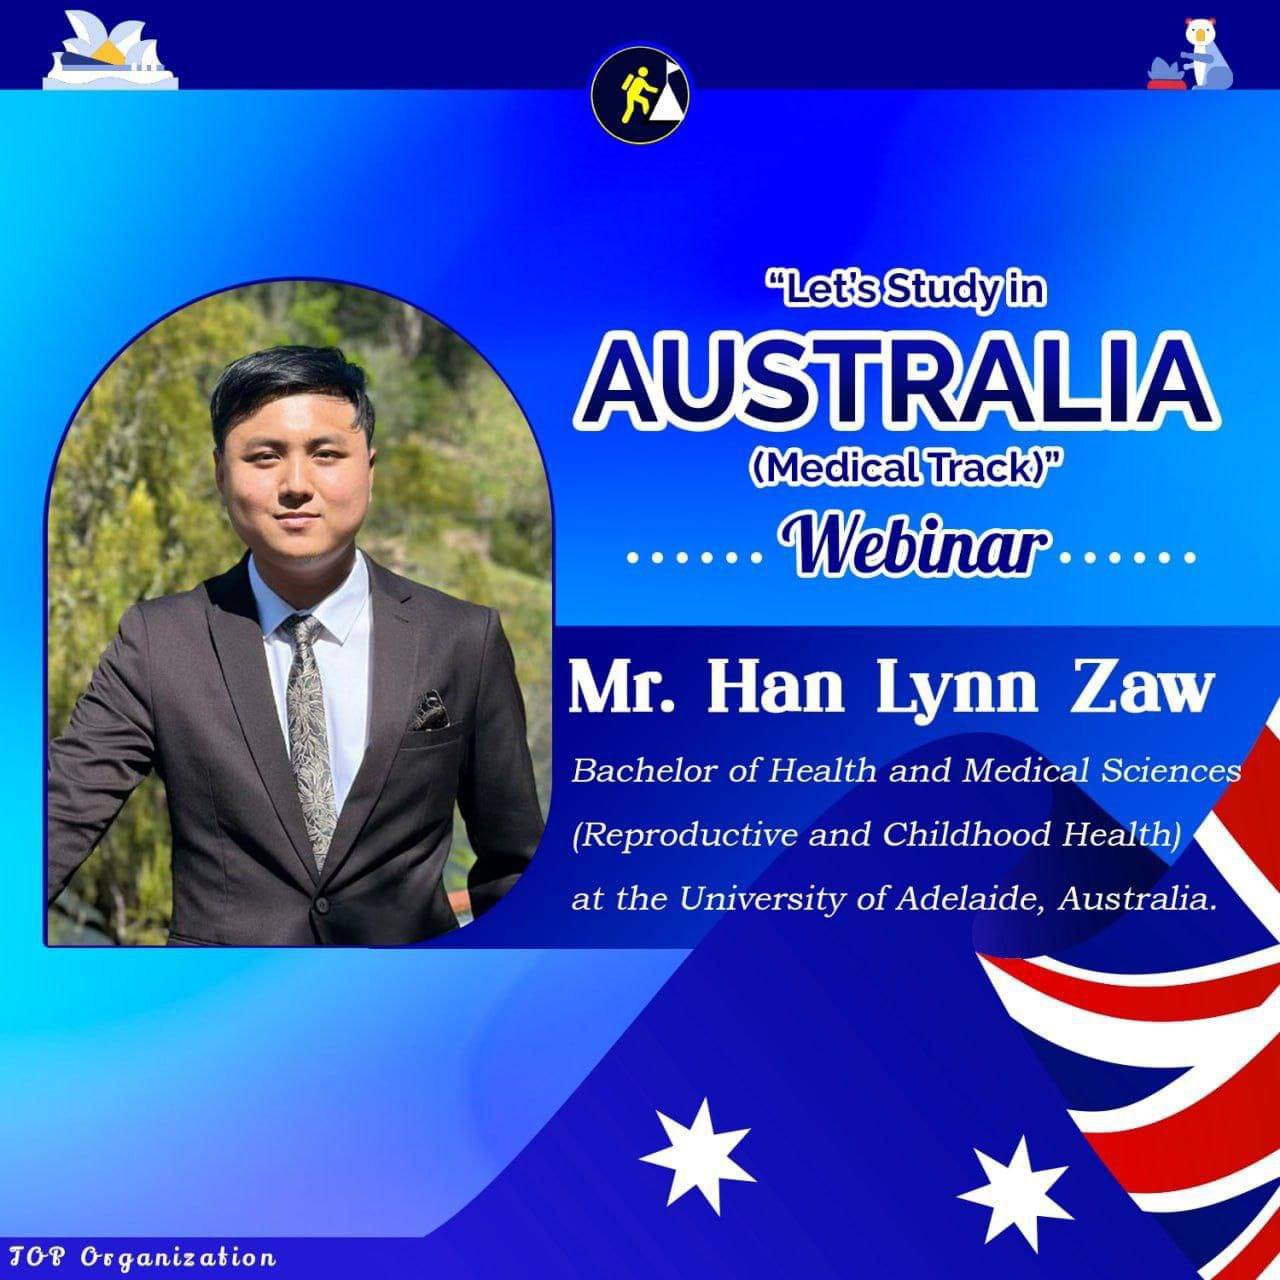 “Let’s Study in
AUSTRALIA
(Medical Track)”
...... Webinar ......
Mr. Han Lynn Zaw
Bachelor of Health and Medical Sciences
(Reproductive and Childhood Health)
at the University of Adelaide, Australia.
TOP Organization